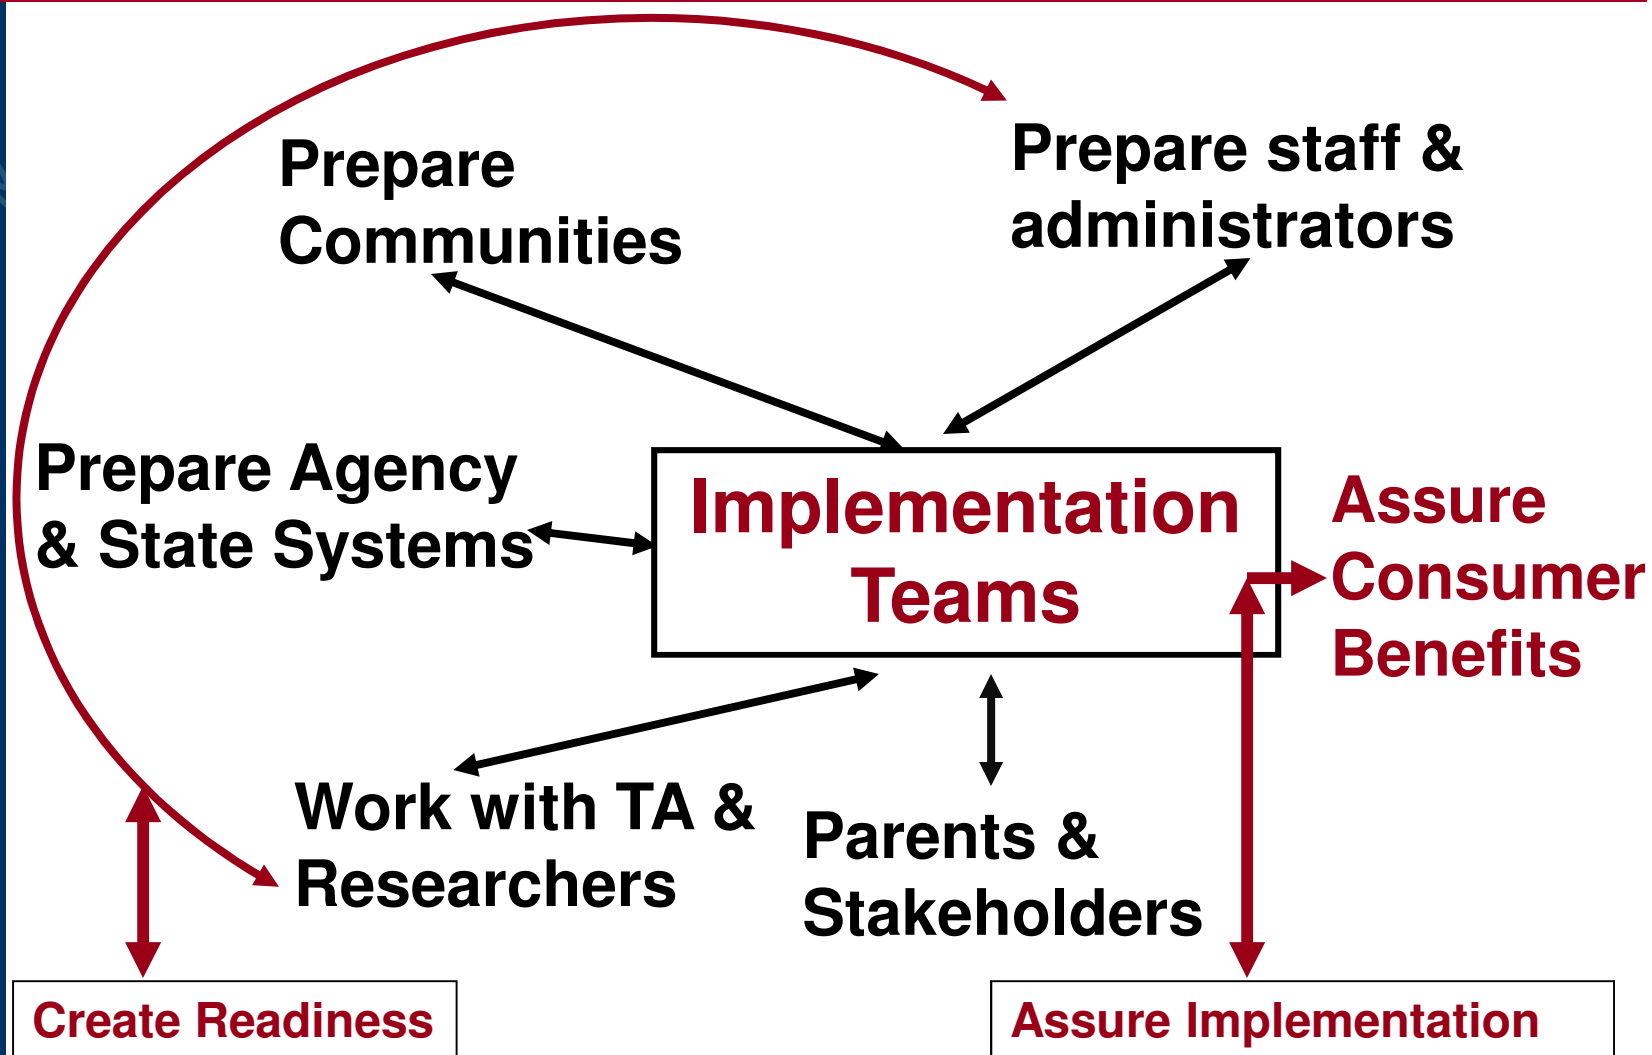 Prepare
Communities
Prepare staff &
administrators
Prepare Agency
& State Systems
Implementation
Teams
Assure
Consumer
Benefits
Work with TA &
Researchers
Parents &
Stakeholders
Create Readiness
Assure Implementation